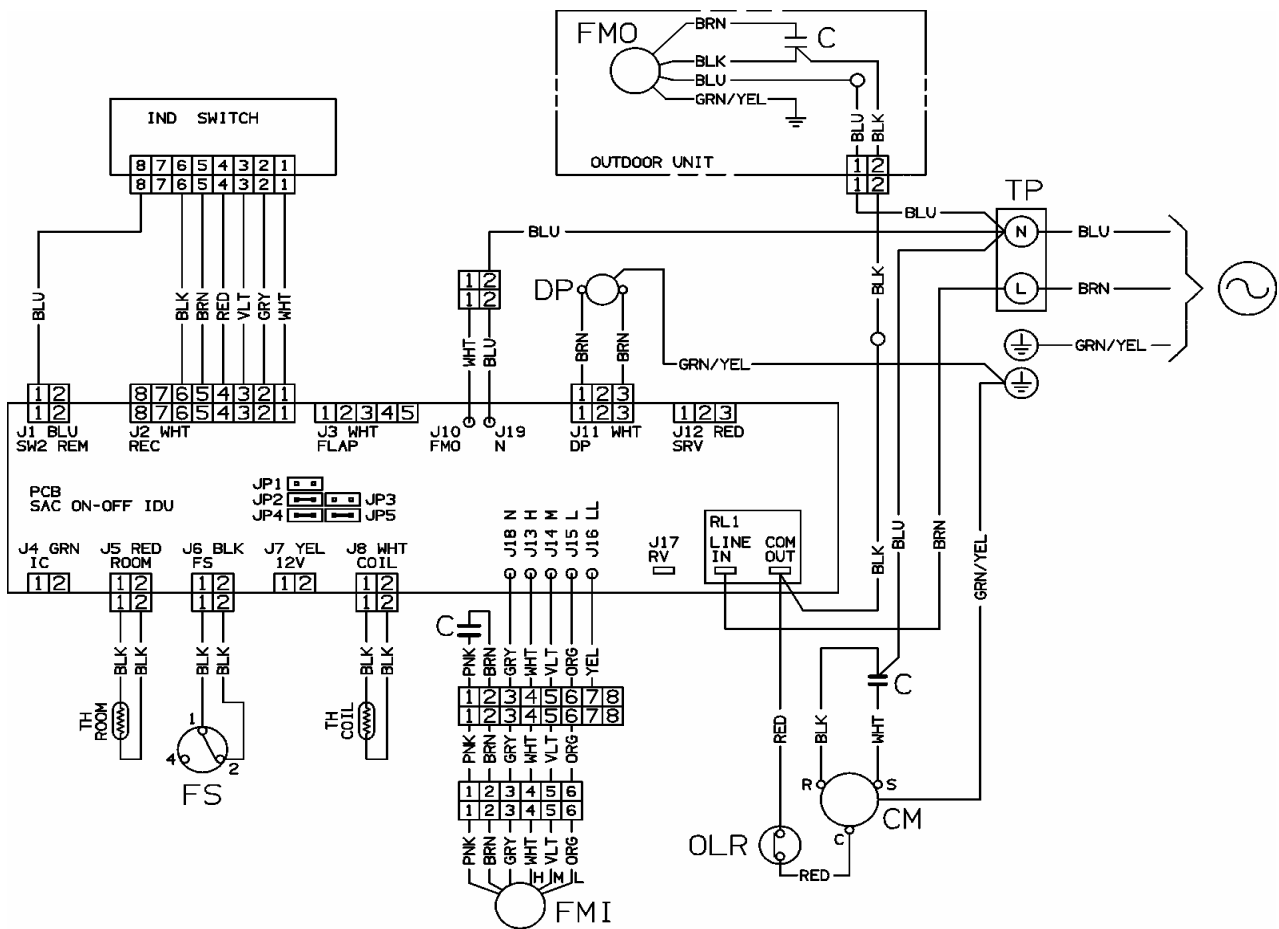 FMO
BRN
C
BLK
BLU
GRN/YEL
BLU
BLK
OUTDOOR UNIT
1 2
1 2
IND SWITCH
8 7 6 5 4 3 2 1
8 7 6 5 4 3 2 1
TP
BLU
BLU
N
BLU
L
BRN
GRN/YEL
BLU
BLK
BRN
RED
VLT
GRY
WHT
1 2
1 2
WHT
BLU
DP
BRN
BRN
GRN/YEL
BLK
1 2
1 2
J1 BLU
SW2 REM
8 7 6 5 4 3 2 1
8 7 6 5 4 3 2 1
J2 WHT
REC
1 2 3 4 5
J3 WHT
FLAP
J10
FMO
J19
N
1 2 3
1 2 3
J11 WHT
DP
1 2 3
J12 RED
SRV
PCB
SAC ON-OFF IDU
JP1
JP2
JP3
JP4
JP5
J4 GRN
IC
1 2
J5 RED
ROOM
1 2
1 2
J6 BLK
FS
1 2
1 2
J7 YEL
12V
1 2
J8 WHT
COIL
1 2
1 2
J18 N
J13 H
J14 M
J15 L
J16 LL
J17
RV
RL1
LINE
IN
COM
OUT
BLK
BLU
BRN
GRN/YEL
BLK
BLK
TH
ROOM
BLK
BLK
1
4
2
FS
BLK
BLK
TH
COIL
C
PNK
BRN
GRY
WHT
VLT
ORG
YEL
1 2 3 4 5 6 7 8
1 2 3 4 5 6 7 8
PNK
BRN
GRY
WHT
VLT
ORG
1 2 3 4 5 6
1 2 3 4 5 6
PNK
BRN
GRY
WHT
VLT
ORG
H M L
FMI
RED
BLK
WHT
C
R
S
C
CM
OLR
RED